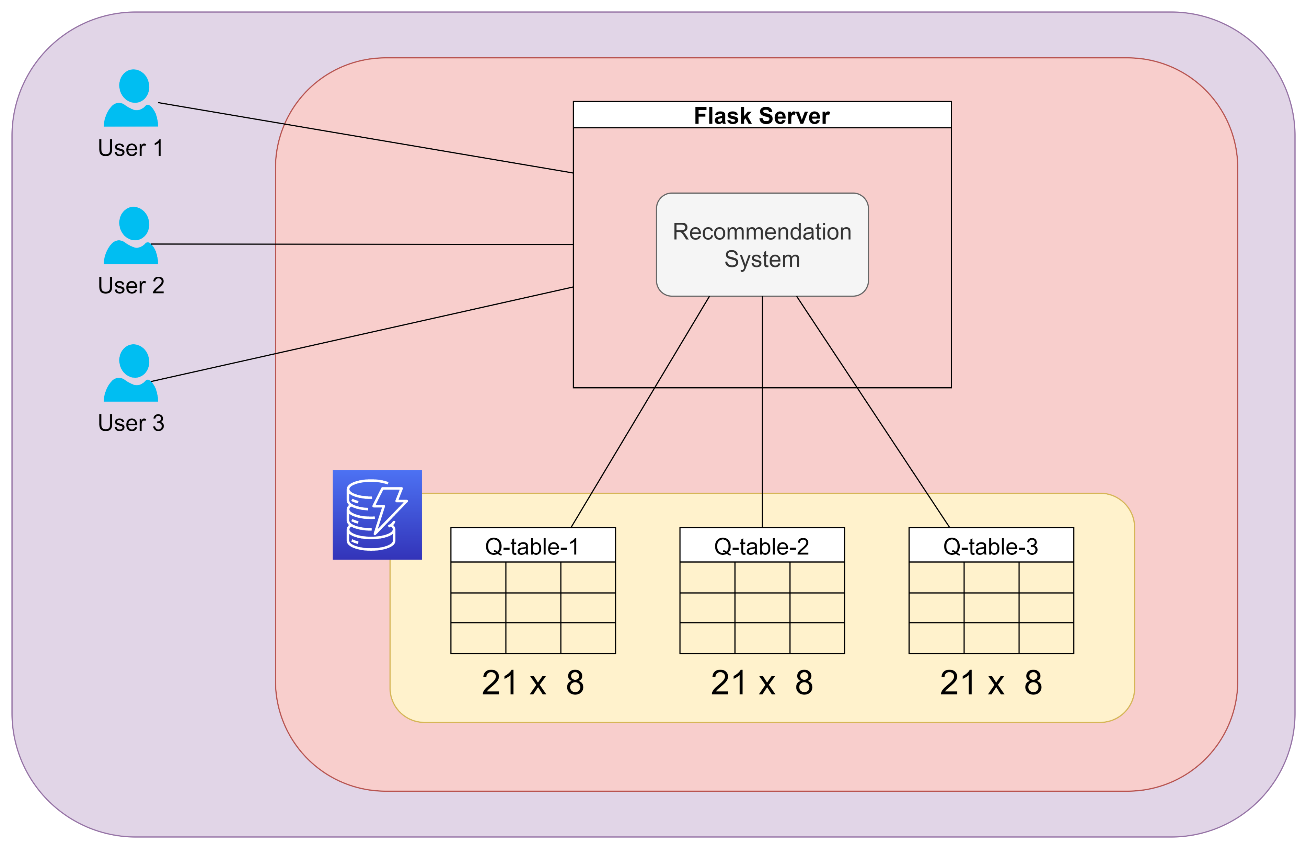 Flask Server
User 1
Recommendation
System
User 2
User 3
Q-table-1
Q-table-2
Q-table-3
21 x 8
21 x 8
21 x 8